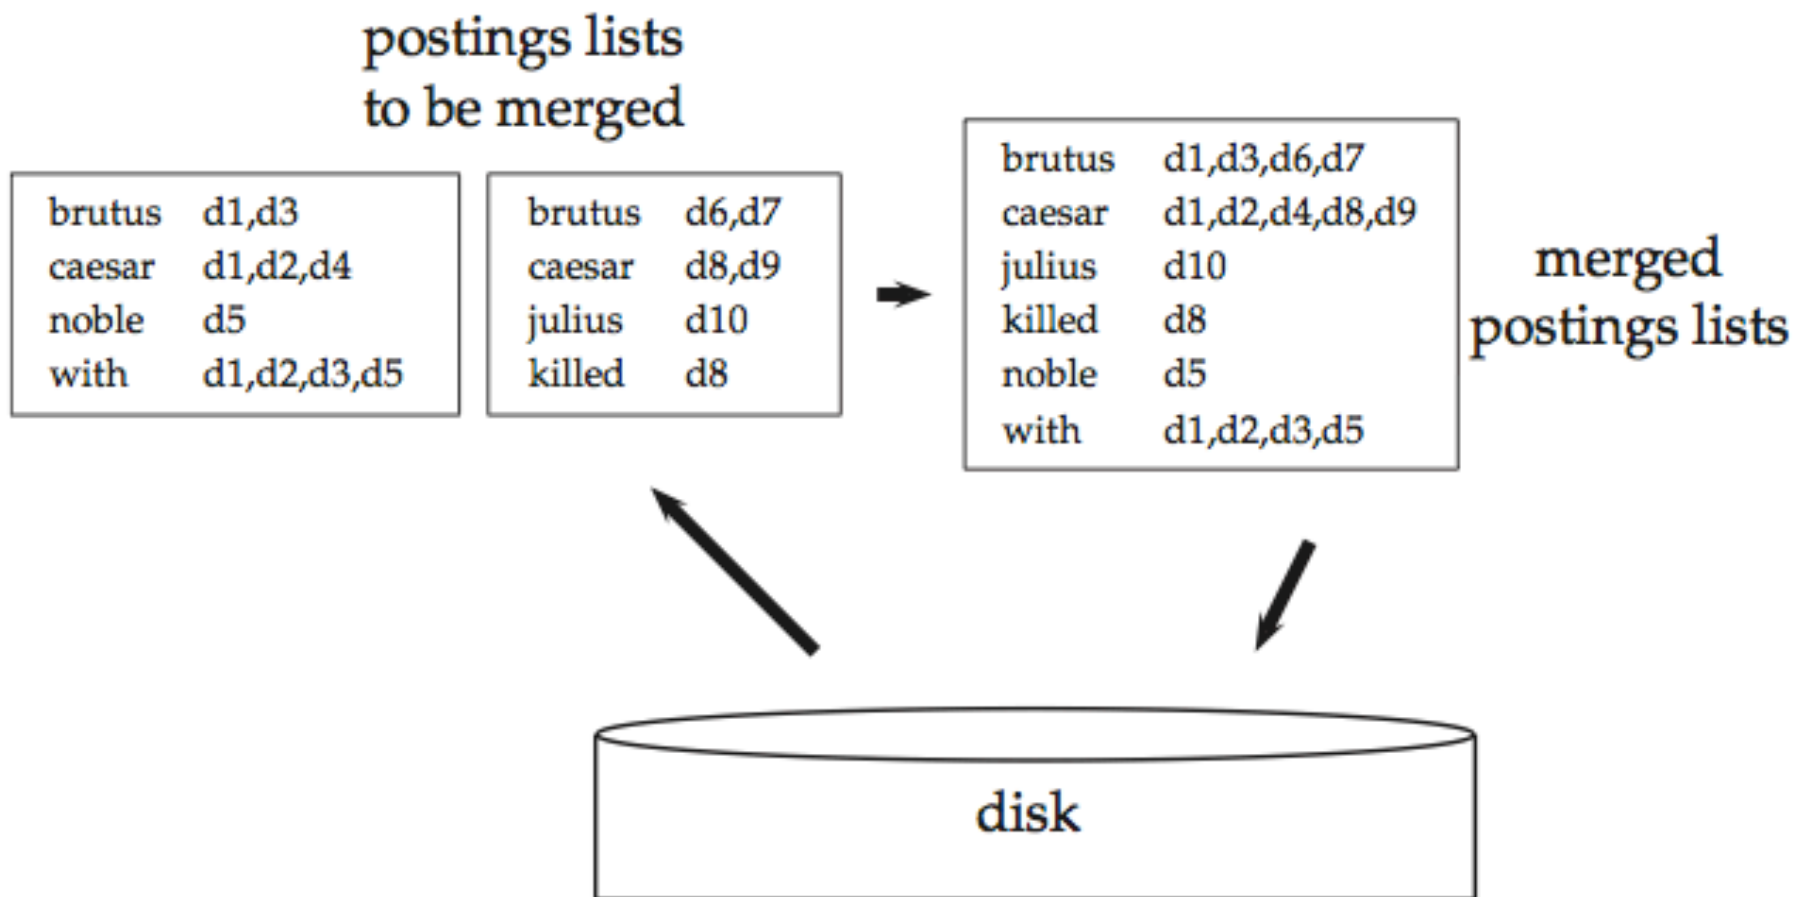 postings lists
to be merged
brutus d1,d3
caesar d1,d2,d4
noble d5
with d1,d2,d3,d5
brutus d6,d7
caesar d8,d9
julius d10
killed d8
brutus d1,d3,d6,d7
caesar d1,d2,d4,d8,d9
julius d10
killed d8
noble d5
with d1,d2,d3,d5
merged
postings lists
disk